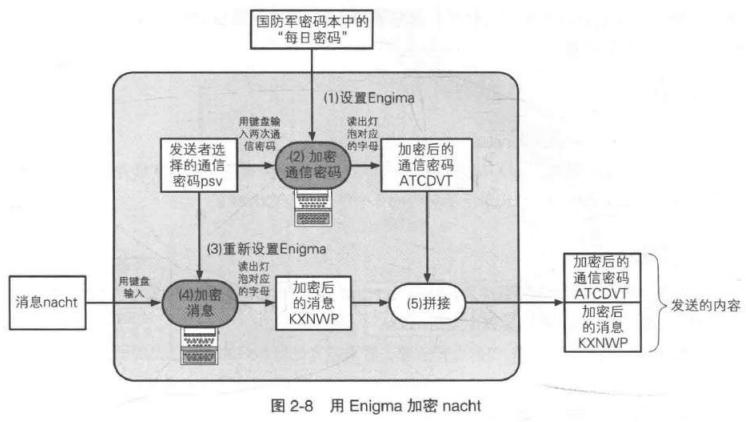 国防军密码本中的
“每日密码”
(1)设置Engima
用键盘输
入两次通
信密码
读出灯
泡对应
的字母
发送者选
择的通信
密码psv
(2) 加密
通信密码
加密后的
通信密码
ATCDVT
(3)重新设置Enigma
消息nacht
用键盘
输入
(4)加密
消息
读出灯
泡对应
的字母
加密后
的消息
KXNWP
(5)拼接
加密后的
通信密码
ATCDVT
加密后
的消息
KXNWP
发送的内容
图 2-8 用 Enigma 加密 nacht